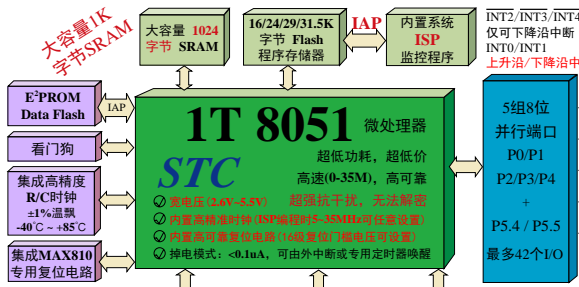 大容量1K
字节SRAM
大容量 1024
字节 SRAM
16/24/29/31.5K
字节 Flash
程序存储器
IAP
内置系统
ISP
监控程序
INT2/INT3/INT4
仅可下降沿中断
INT0/INT1
上升沿/下降沿中
E²PROM
Data Flash
IAP
看门狗
集成高精度
R/C时钟
±1%温飘
-40℃ ~ +85℃
集成MAX810
专用复位电路
1T 8051 微处理器
STC
超低功耗，超低价
高速(0-35M)，高可靠
宽电压(2.6V~5.5V) 超强抗干扰，无法解密
内置高精准时钟(ISP编程时5~35MHz可任意设置)
内置高可靠复位电路(16级复位门槛电压可设置)
掉电模式：<0.1uA，可由外中断或专用定时器唤醒
5组8位
并行端口
P0/P1
P2/P3/P4
+
P5.4 / P5.5
最多42个I/O